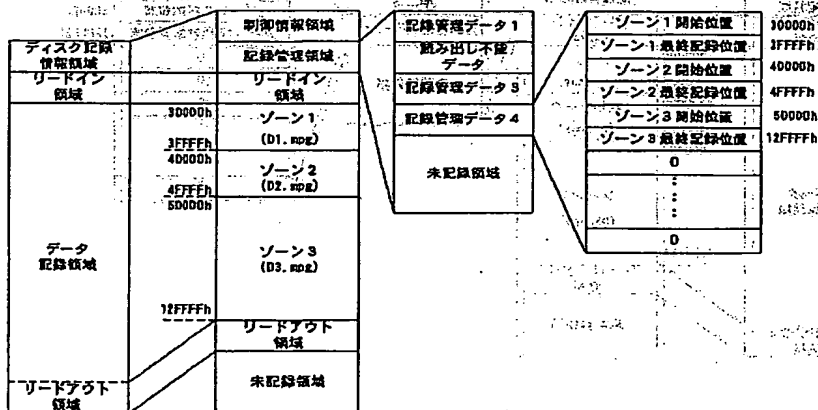 ディスク記録
情報領域
リードイン
領域
データ
記録領域
リードアウト
領域
制御情報領域
記録管理領域
リードイン
領域
30000h
ゾーン1
(D1.mpg)
3FFFFh
40000h
ゾーン2
(D2.mpg)
4FFFFh
50000h
ゾーン3
(D3.mpg)
12FFFFh
リードアウト
領域
未記録領域
記録管理データ1
読み出し不能
データ
記録管理データ3
記録管理データ4
未記録領域
ゾーン1開始位置 30000h
ゾーン1最終記録位置 3FFFFh
ゾーン2開始位置 40000h
ゾーン2最終記録位置 4FFFFh
ゾーン3開始位置 50000h
ゾーン3最終記録位置 12FFFFh
0
0